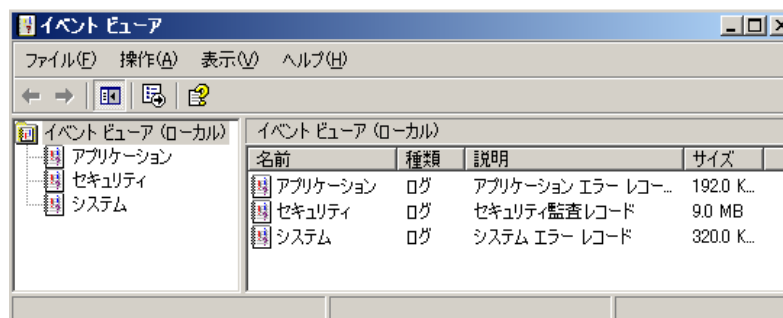 イベント ビューア
ファイル(F) 操作(A) 表示(V) ヘルプ(H)
イベント ビューア (ローカル)
アプリケーション
セキュリティ
システム
イベント ビューア (ローカル)
名前 種類 説明 サイズ
アプリケーション ログ アプリケーション エラー レコー... 192.0 K...
セキュリティ ログ セキュリティ監査レコード 9.0 MB
システム ログ システム エラー レコード 320.0 K...